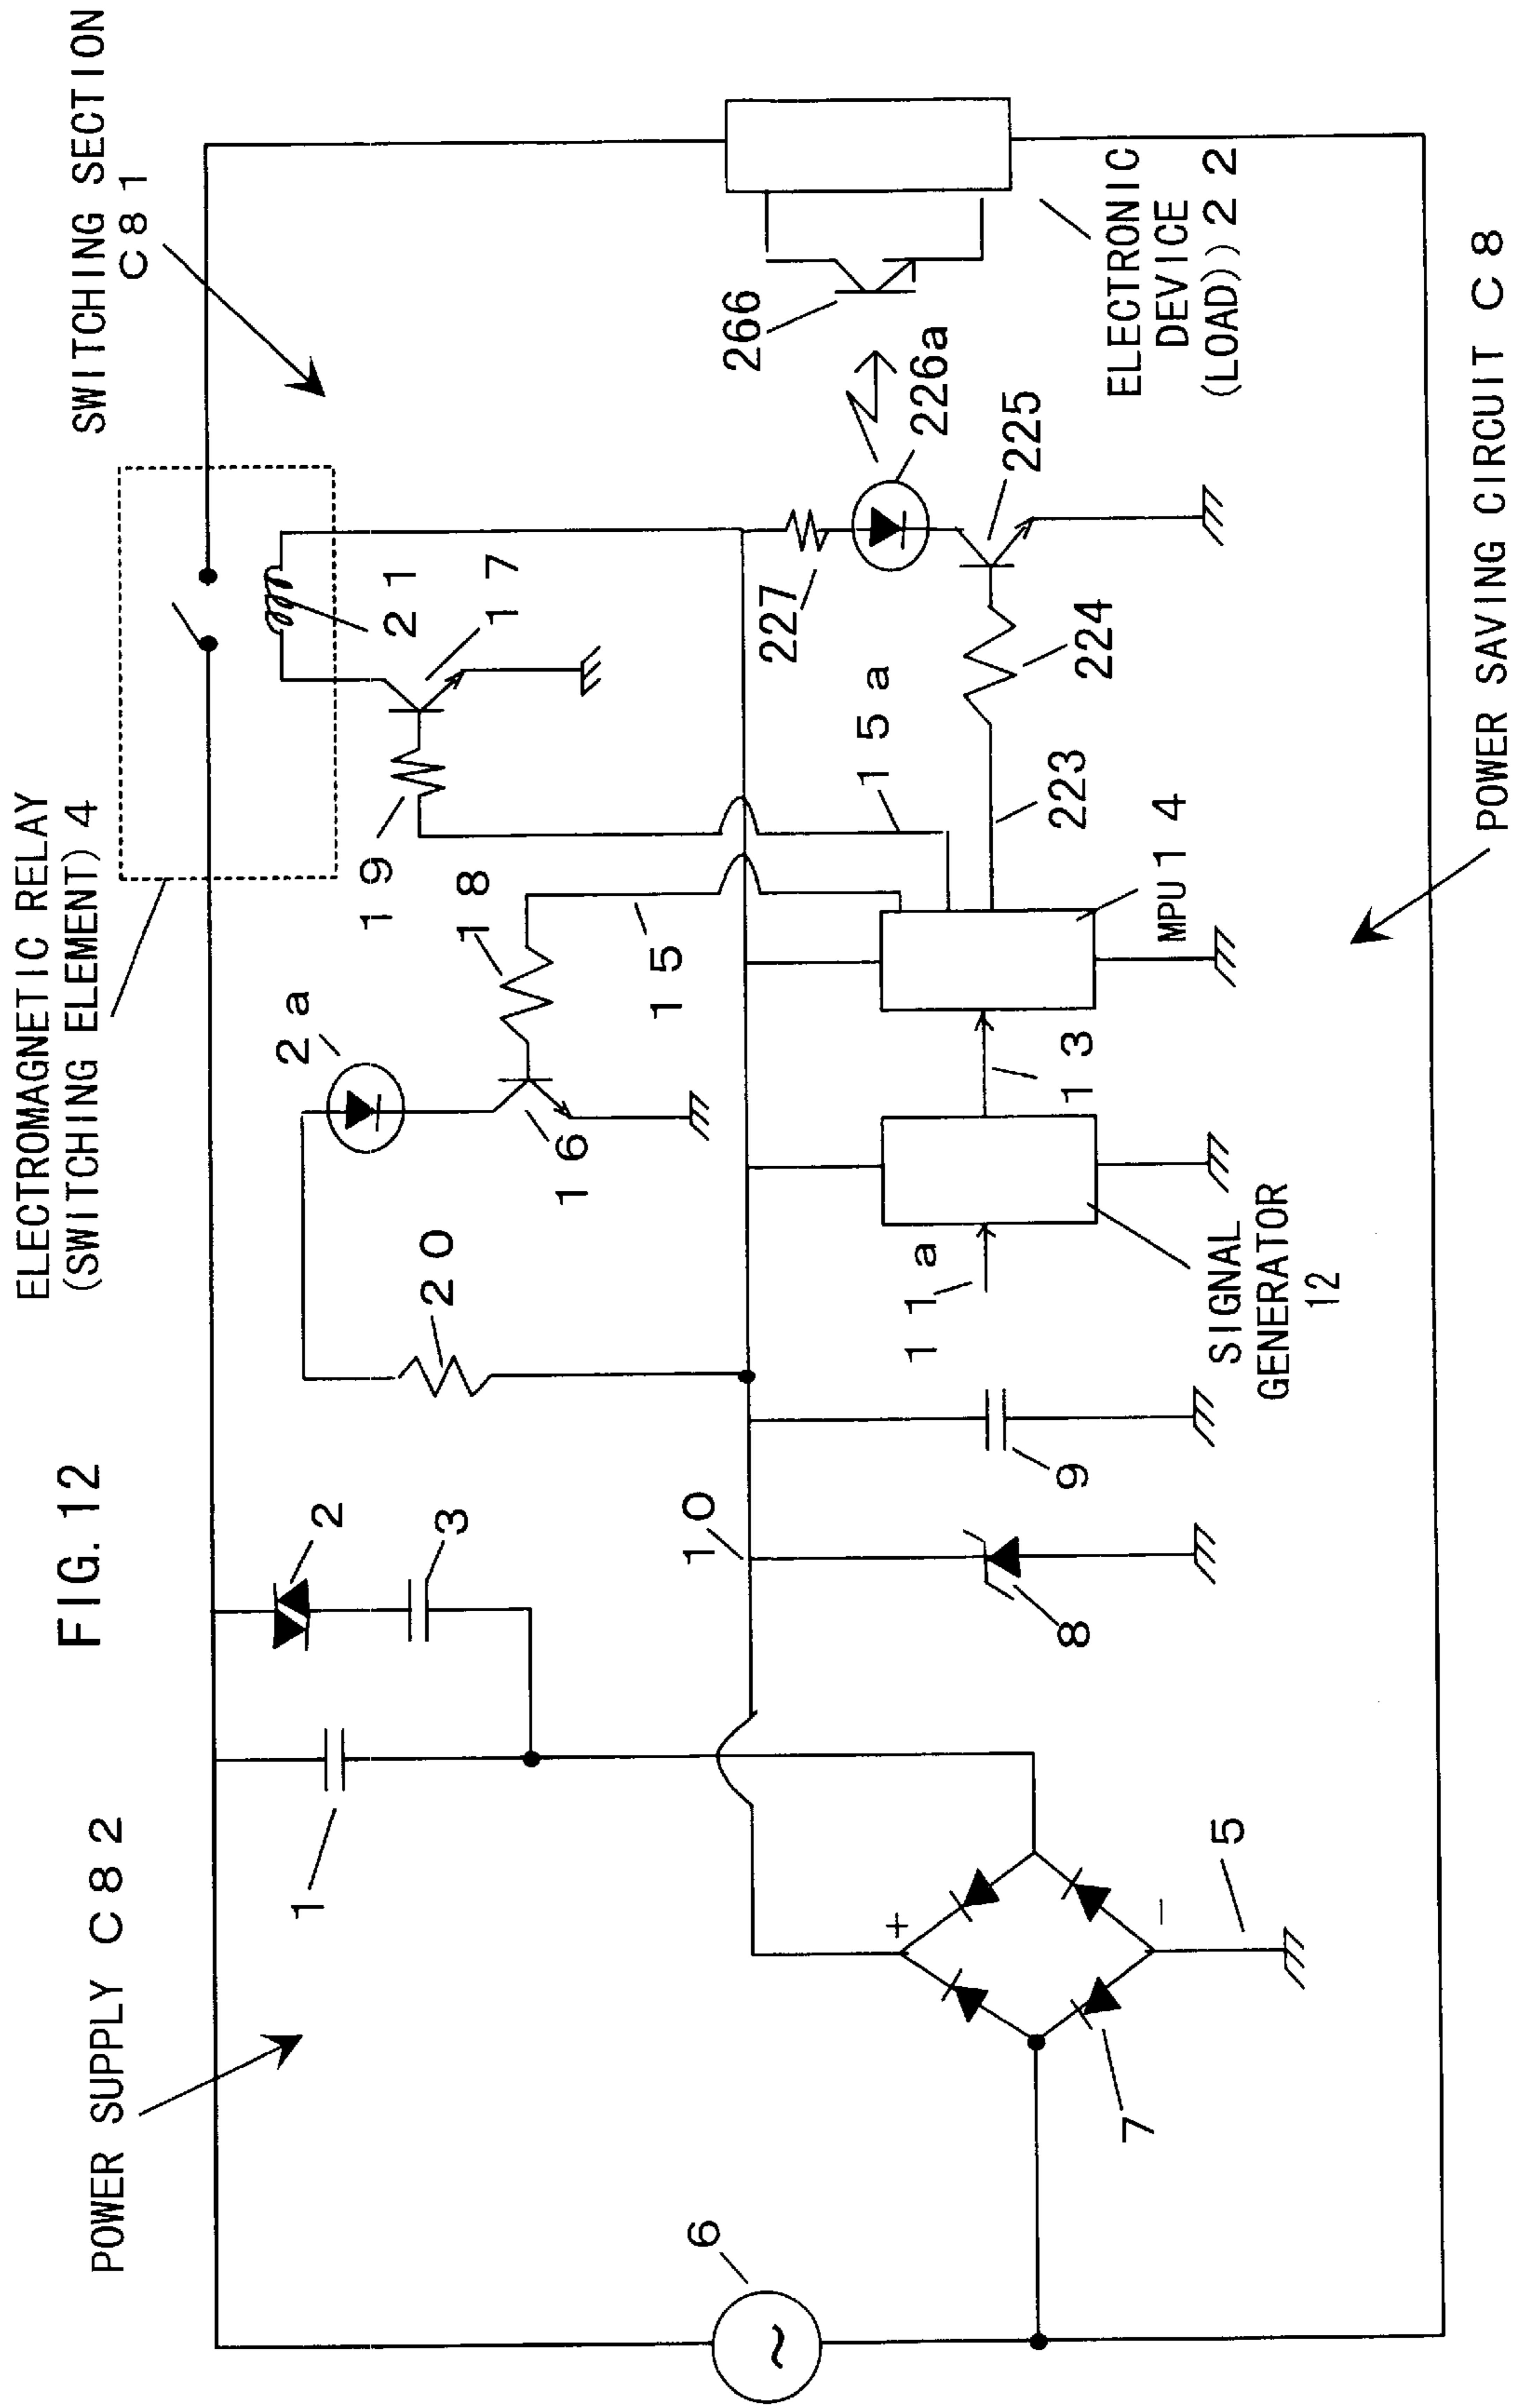 FIG. 12
ELECTROMAGNETIC RELAY
(SWITCHING ELEMENT) 4
SWITCHING SECTION
C 8 1
POWER SUPPLY C 8 2
1
2
3
2 a
2 0
1 6
1 8
1 5
1 9
2 1
1 7
6
7
+
−
5
1 0
8
9
1 1 a
SIGNAL
GENERATOR
12
1 3
MPU 1 4
1 5 a
223
224
225
227
226a
266
ELECTRONIC
DEVICE
(LOAD)) 2 2
POWER SAVING CIRCUIT C 8
~